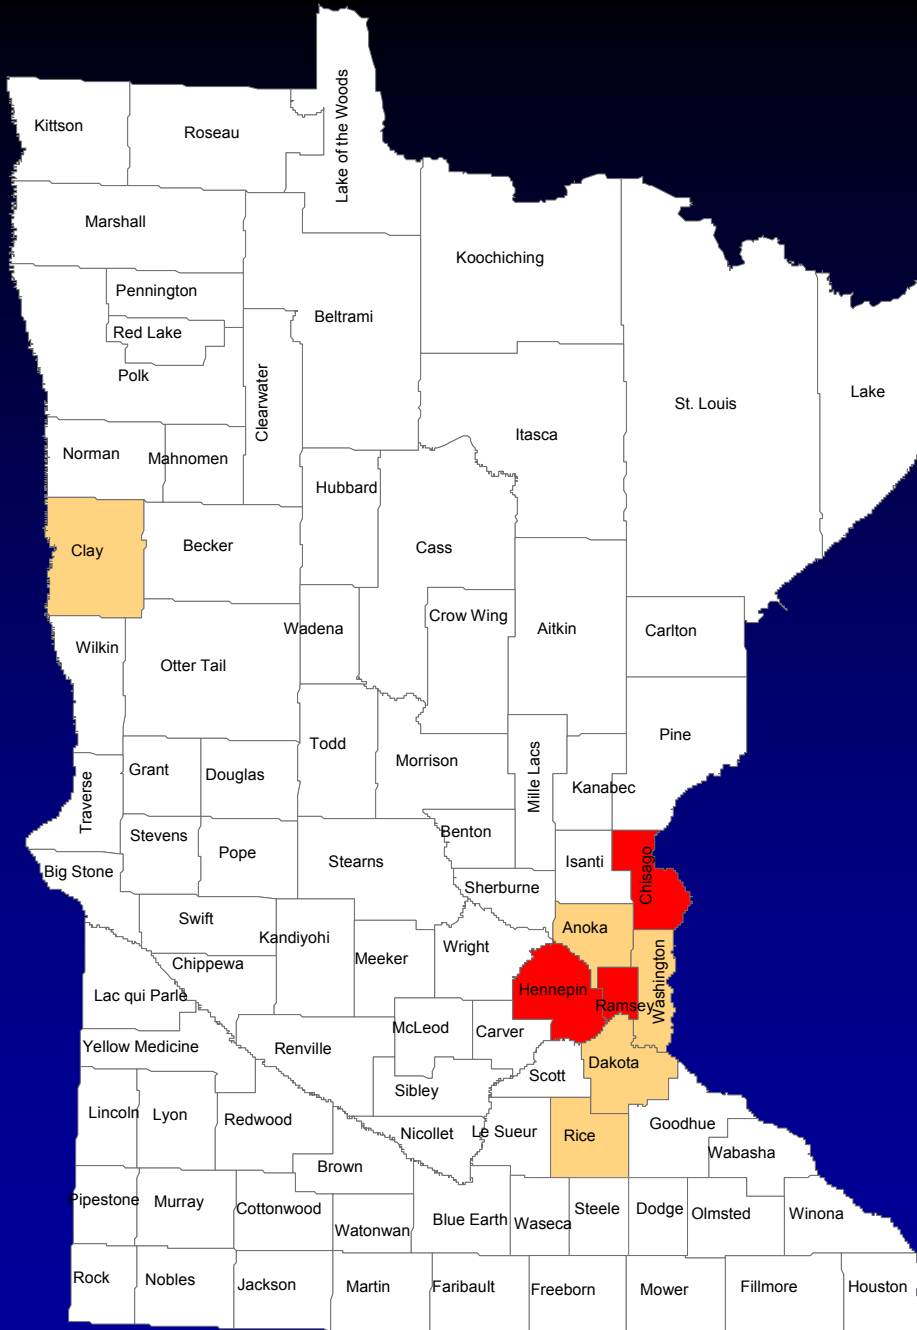 Lake of the Woods
Kittson
Roseau
Marshall
Koochiching
Pennington
Beltrami
Red Lake
Polk
Clearwater
Lake
St. Louis
Itasca
Norman
Mahnomen
Hubbard
Clay
Becker
Cass
Crow Wing
Wadena
Aitkin
Carlton
Wilkin
Otter Tail
Pine
Todd
Morrison
Mille Lacs
Grant
Douglas
Traverse
Kanabec
Benton
Stevens
Pope
Stearns
Isanti
Chisago
Big Stone
Sherburne
Swift
Anoka
Kandiyohi
Wright
Meeker
Washington
Chippewa
Lac qui Parle
Hennepin
Ramsey
McLeod
Carver
Yellow Medicine
Renville
Dakota
Scott
Sibley
Lincoln
Lyon
Redwood
Nicollet
Le Sueur
Rice
Goodhue
Wabasha
Brown
Pipestone
Murray
Cottonwood
Watonwan
Blue Earth
Waseca
Steele
Dodge
Olmsted
Winona
Rock
Nobles
Jackson
Martin
Faribault
Freeborn
Mower
Fillmore
Houston